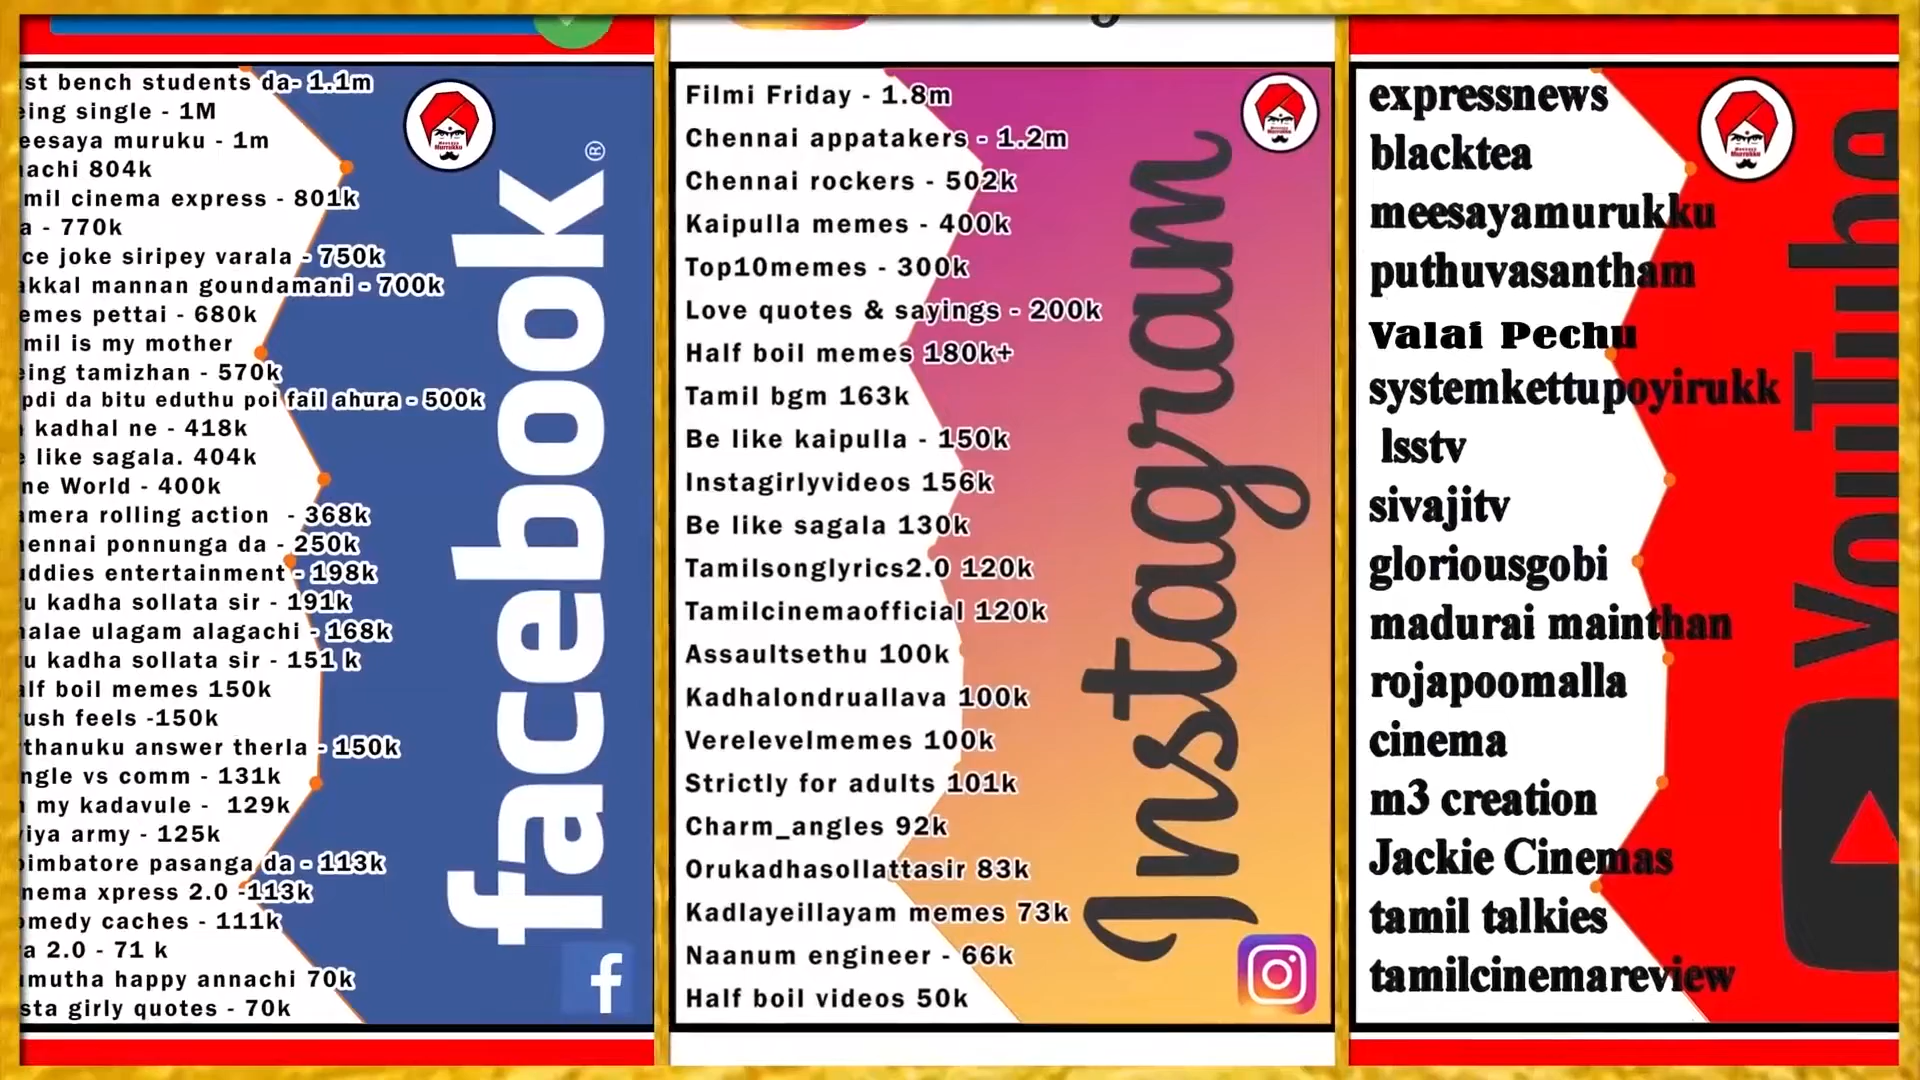 st bench students da- 1.1m
eing single - 1M
eesaya muruku - 1m
achi 804k
mil cinema express - 801k
a - 770k
ce joke siripey varala - 750k
akkal mannan goundamani - 700k
emes pettai - 680k
mil is my mother
eing tamizhan - 570k
pdi da bitu eduthu poi fail ahura - 500k
kadhal ne - 418k
like sagala. 404k
ne World - 400k
amera rolling action - 368k
hennai ponnunga da - 250k
uddies entertainment - 198k
u kadha sollata sir - 191k
alae ulagam alagachi - 168k
u kadha sollata sir - 151 k
alf boil memes 150k
ush feels -150k
thanuku answer therla - 150k
ngle vs comm - 131k
my kadavule - 129k
iya army - 125k
oimbatore pasanga da - 113k
nema xpress 2.0 -113k
omedy caches - 111k
a 2.0 - 71 k
mutha happy annachi 70k
sta girly quotes - 70k
facebook®
Filmi Friday - 1.8m
Chennai appatakers - 1.2m
Chennai rockers - 502k
Kaipulla memes - 400k
Top10memes - 300k
Love quotes & sayings - 200k
Half boil memes 180k+
Tamil bgm 163k
Be like kaipulla - 150k
Instagirlyvideos 156k
Be like sagala 130k
Tamilsonglyrics2.0 120k
Tamilcinemaofficial 120k
Assaultsethu 100k
Kadhalondruallava 100k
Verelevelmemes 100k
Strictly for adults 101k
Charm_angles 92k
Orukadhasollattasir 83k
Kadlayeillayam memes 73k
Naanum engineer - 66k
Half boil videos 50k
Instagram
expressnews
blacktea
meesayamurukku
puthuvasantham
Valai Pechu
systemkettupoyirukk
lsstv
sivajitv
gloriousgobi
madurai mainthan
rojapoomalla
cinema
m3 creation
Jackie Cinemas
tamil talkies
tamilcinemareview
YouTube